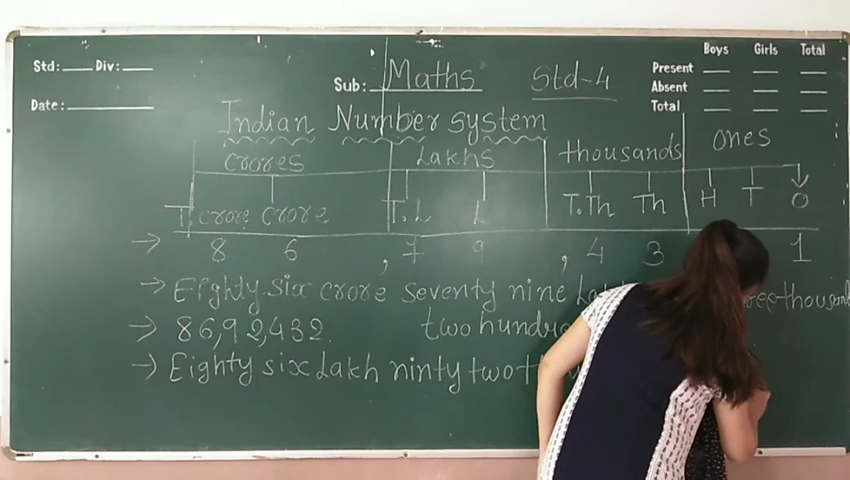 Boys Girls Total
Std: Div: Sub: Maths Std-4 Present
Absent
Date: Total
Indian Number system
crores Lakhs thousands ones
T. crore crore T.L L T.Th Th H T O
→ 8 6 , 7 9 , 4 3 1
→ Eighty six crore seventy nine
→ 86,92,432. two
→ Eighty six Lakh ninty two